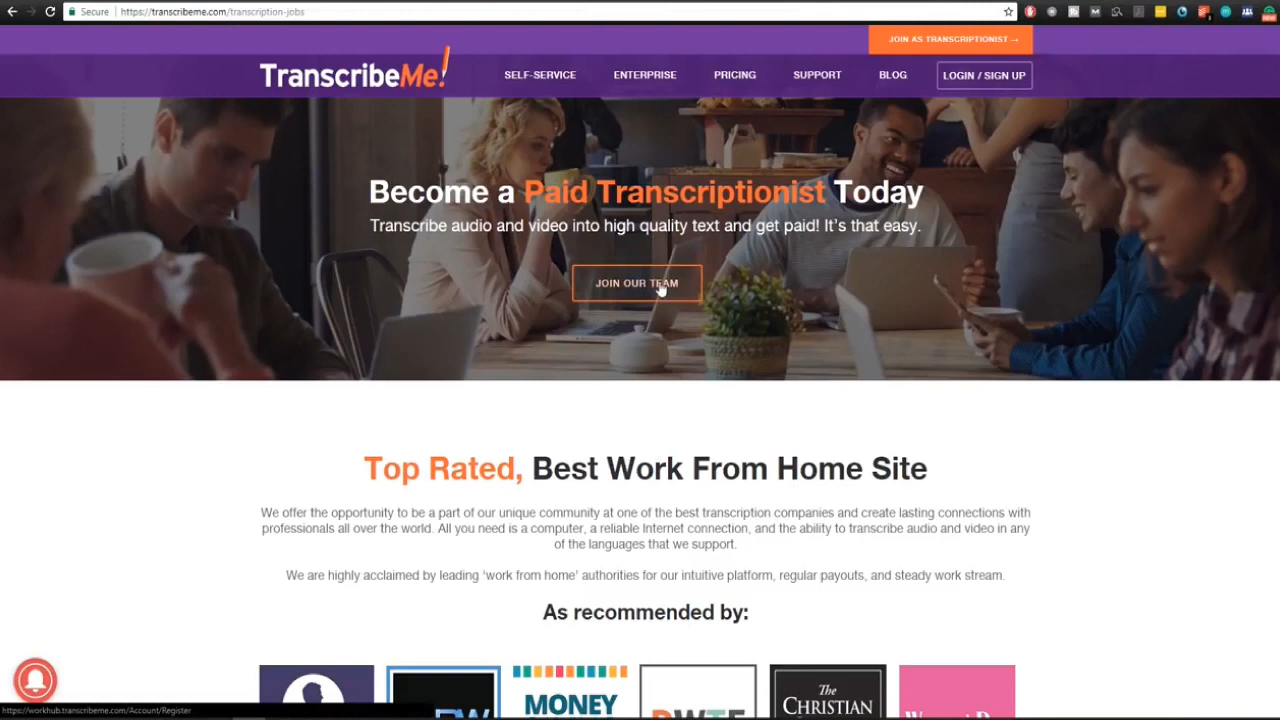 Secure
https://transcribeme.com/transcription-jobs
JOIN AS TRANSCRIPTIONIST →
TranscribeMe!
SELF-SERVICE
ENTERPRISE
PRICING
SUPPORT
BLOG
LOGIN / SIGN UP
Become a Paid Transcriptionist Today
Transcribe audio and video into high quality text and get paid! It's that easy.
JOIN OUR TEAM
Top Rated, Best Work From Home Site
We offer the opportunity to be a part of our unique community at one of the best transcription companies and create lasting connections with
professionals all over the world. All you need is a computer, a reliable Internet connection, and the ability to transcribe audio and video in any
of the languages that we support.
We are highly acclaimed by leading 'work from home' authorities for our intuitive platform, regular payouts, and steady work stream.
As recommended by:
MONEY
The
CHRISTIAN
https://workhub.transcribeme.com/Account/Register